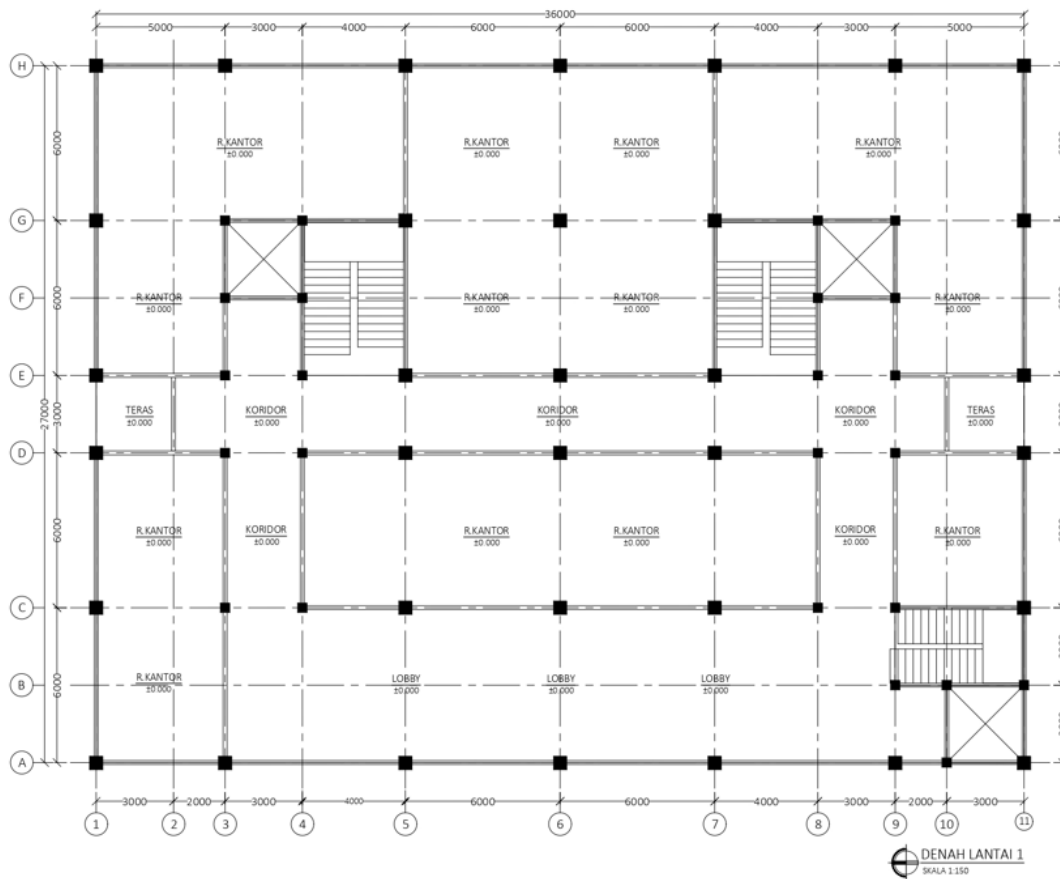 36000
5000 3000 4000 6000 6000 4000 3000 5000
H
6000
R.KANTOR R.KANTOR R.KANTOR R.KANTOR
±0.000 ±0.000 ±0.000 ±0.000
G
F
6000
R.KANTOR R.KANTOR R.KANTOR R.KANTOR
±0.000 ±0.000 ±0.000 ±0.000
E
27000
3000
TERAS KORIDOR KORIDOR KORIDOR TERAS
±0.000 ±0.000 ±0.000 ±0.000 ±0.000
D
6000
R.KANTOR KORIDOR R.KANTOR R.KANTOR KORIDOR R.KANTOR
±0.000 ±0.000 ±0.000 ±0.000 ±0.000 ±0.000
C
6000
R.KANTOR LOBBY LOBBY LOBBY
±0.000 ±0.000 ±0.000 ±0.000
B
A
3000 2000 3000 4000 6000 6000 4000 3000 2000 3000
1 2 3 4 5 6 7 8 9 10 11
DENAH LANTAI 1
SKALA 1:150